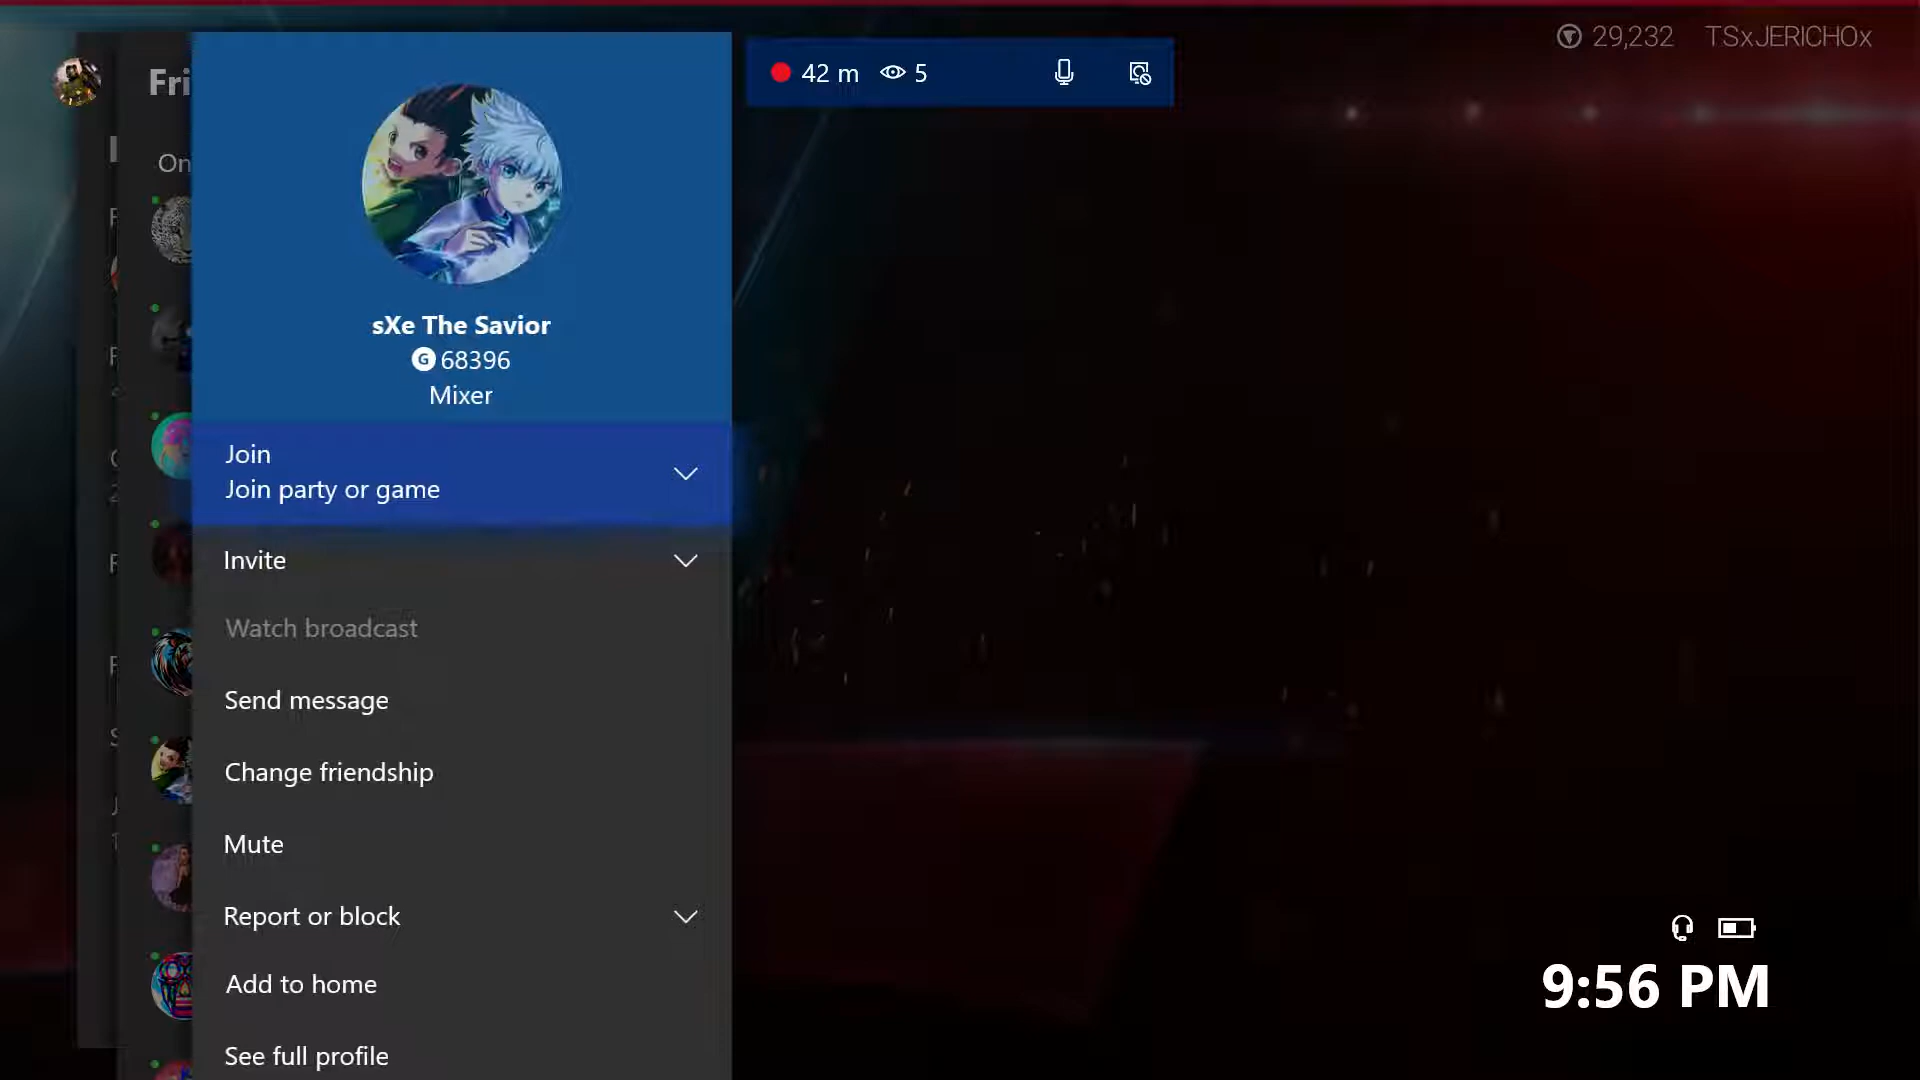 29,232 TSxJERICHOx
42 m 5
Fri
On
sXe The Savior
G 68396
Mixer
Join
Join party or game
Invite
Watch broadcast
Send message
Change friendship
Mute
Report or block
Add to home
See full profile
9:56 PM